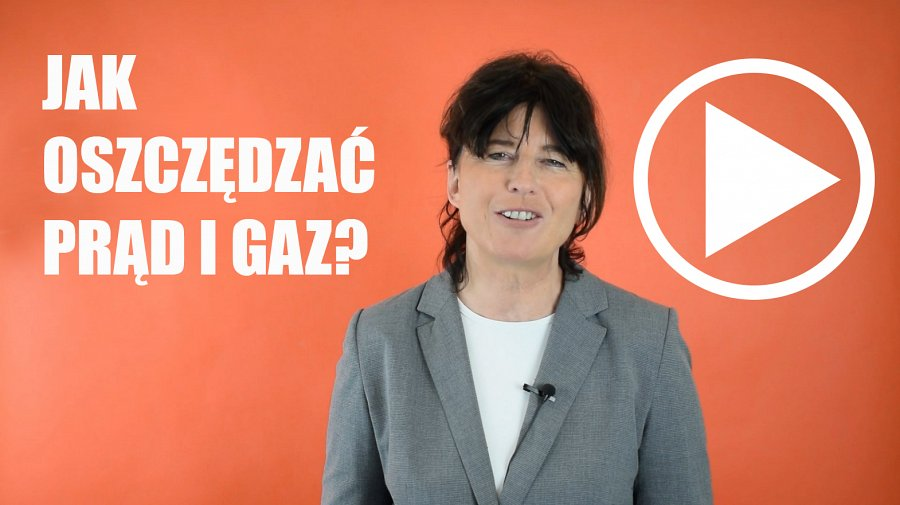 JAK
OSZCZĘDZAĆ
PRĄD I GAZ?